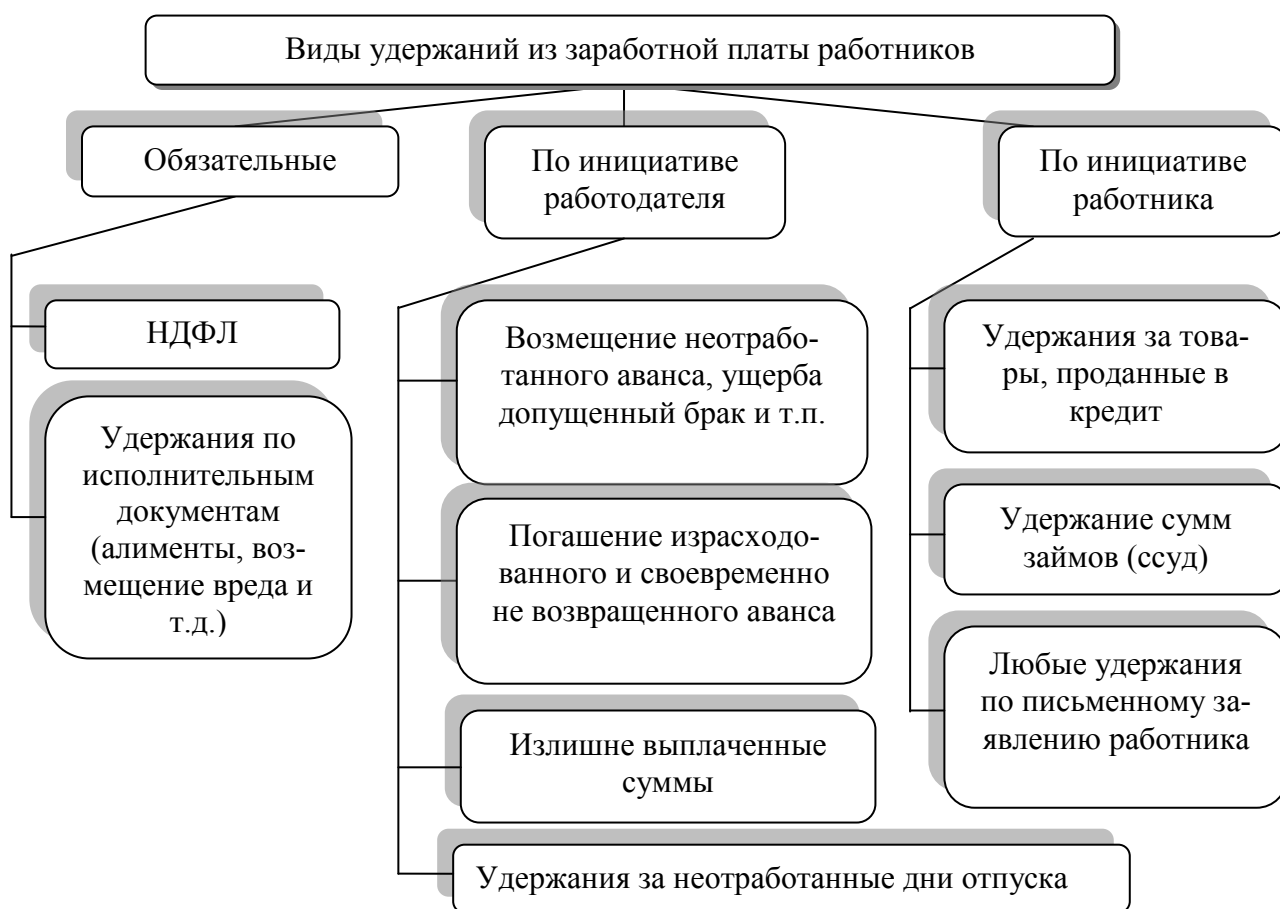 Виды удержаний из заработной платы работников
Обязательные
НДФЛ
Удержания по
исполнительным
документам
(алименты, воз-
мещение вреда и
т.д.)
По инициативе
работодателя
Возмещение неотрабо-
танного аванса, ущерба
допущенный брак и т.п.
Погашение израсходо-
ванного и своевременно
не возвращенного аванса
Излишне выплаченные
суммы
Удержания за неотработанные дни отпуска
По инициативе
работника
Удержания за това-
ры, проданные в
кредит
Удержание сумм
займов (ссуд)
Любые удержания
по письменному за-
явлению работника